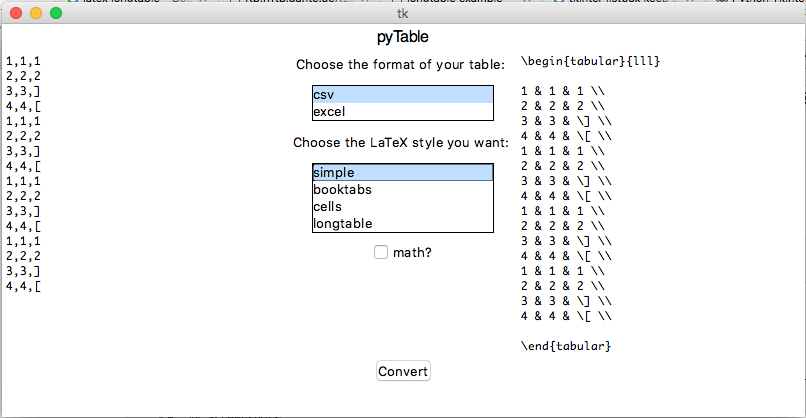 tk
pyTable
1,1,1
2,2,2
3,3,]
4,4,[
1,1,1
2,2,2
3,3,]
4,4,[
1,1,1
2,2,2
3,3,]
4,4,[
1,1,1
2,2,2
3,3,]
4,4,[
Choose the format of your table:
csv
excel
Choose the LaTeX style you want:
simple
booktabs
cells
longtable
math?
Convert
\begin{tabular}{lll}
1 & 1 & 1 \\
2 & 2 & 2 \\
3 & 3 & \] \\
4 & 4 & \[ \\
1 & 1 & 1 \\
2 & 2 & 2 \\
3 & 3 & \] \\
4 & 4 & \[ \\
1 & 1 & 1 \\
2 & 2 & 2 \\
3 & 3 & \] \\
4 & 4 & \[ \\
1 & 1 & 1 \\
2 & 2 & 2 \\
3 & 3 & \] \\
4 & 4 & \[ \\
\end{tabular}